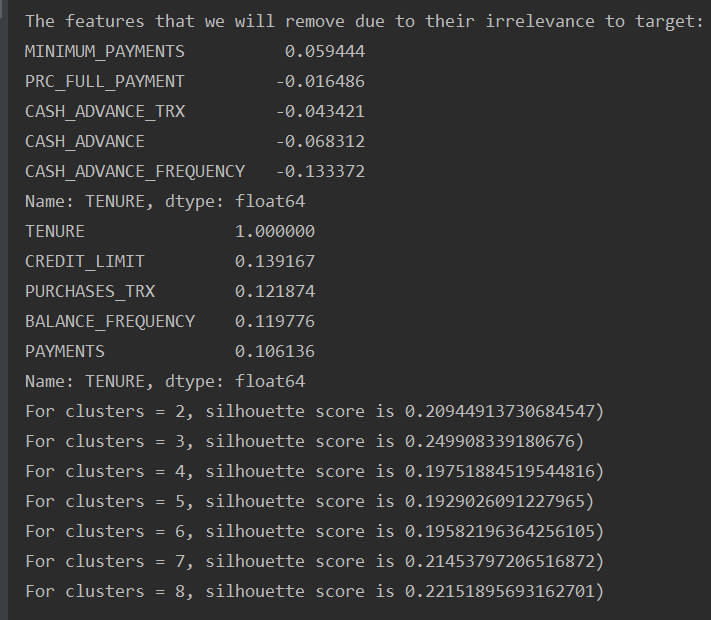 The features that we will remove due to their irrelevance to target:
MINIMUM_PAYMENTS          0.059444
PRC_FULL_PAYMENT         -0.016486
CASH_ADVANCE_TRX         -0.043421
CASH_ADVANCE             -0.068312
CASH_ADVANCE_FREQUENCY   -0.133372
Name: TENURE, dtype: float64
TENURE               1.000000
CREDIT_LIMIT         0.139167
PURCHASES_TRX        0.121874
BALANCE_FREQUENCY    0.119776
PAYMENTS             0.106136
Name: TENURE, dtype: float64
For clusters = 2, silhouette score is 0.20944913730684547)
For clusters = 3, silhouette score is 0.249908339180676)
For clusters = 4, silhouette score is 0.19751884519544816)
For clusters = 5, silhouette score is 0.1929026091227965)
For clusters = 6, silhouette score is 0.19582196364256105)
For clusters = 7, silhouette score is 0.21453797206516872)
For clusters = 8, silhouette score is 0.22151895693162701)